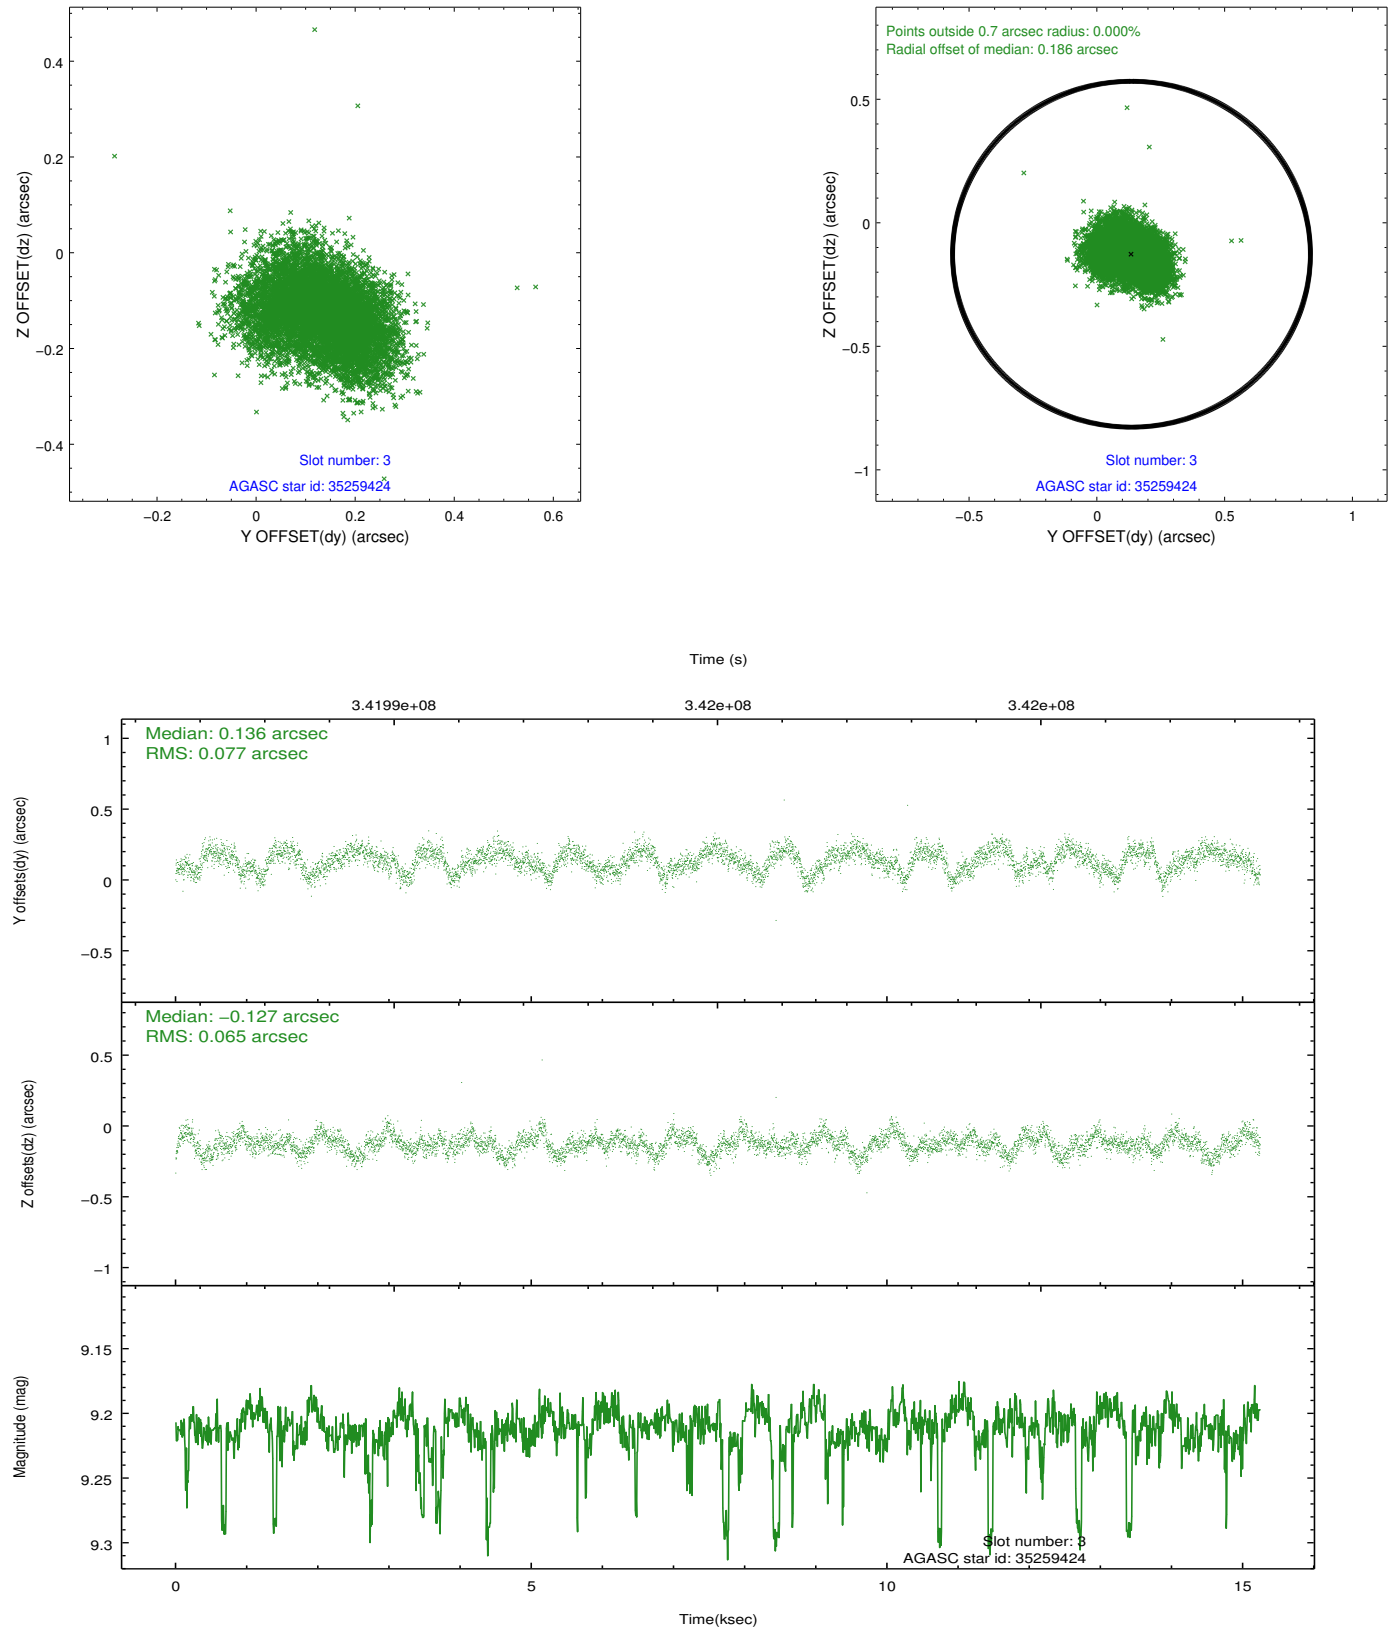 0.4
0.2
0
−0.2
−0.4
Z OFFSET(dz) (arcsec)
Slot number: 3
AGASC star id: 35259424
−0.2
0
0.2
0.4
0.6
Y OFFSET(dy) (arcsec)
Points outside 0.7 arcsec radius: 0.000%
Radial offset of median: 0.186 arcsec
0.5
0
−0.5
−1
Z OFFSET(dz) (arcsec)
Slot number: 3
AGASC star id: 35259424
−0.5
0
0.5
1
Y OFFSET(dy) (arcsec)
Time (s)
3.4199e+08
3.42e+08
3.42e+08
Median: 0.136 arcsec
RMS: 0.077 arcsec
1
0.5
0
−0.5
Y offsets(dy) (arcsec)
Median: −0.127 arcsec
RMS: 0.065 arcsec
0.5
0
−0.5
−1
Z offsets(dz) (arcsec)
9.15
9.2
9.25
9.3
Magnitude (mag)
Slot number: 3
AGASC star id: 35259424
0
5
10
15
Time(ksec)